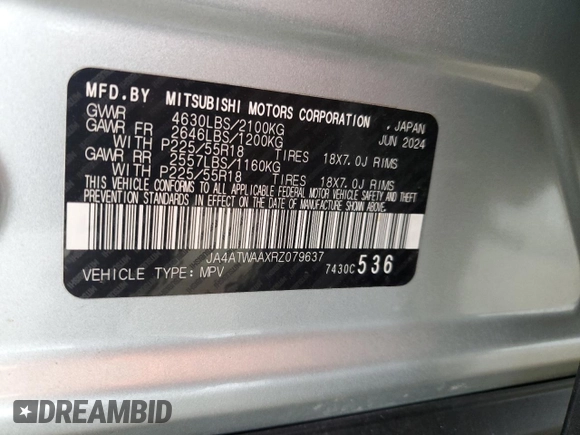 MFD.BY MITSUBISHI MOTORS CORPORATION , JAPAN
GVWR 4630LBS/2100KG JUN 2024
GAWR FR 2646LBS/1200KG
WITH P225/55R18 TIRES 18X7.0J RIMS
GAWR RR 2557LBS/1160KG
WITH P225/55R18 TIRES 18X7.0J RIMS
THIS VEHICLE CONFORMS TO ALL APPLICABLE FEDERAL MOTOR VEHICLE SAFETY AND THEFT
PREVENTION STANDARDS IN EFFECT ON THE DATE OF MANUFACTURE SHOWN ABOVE.
JA4ATWAAXRZ079637
VEHICLE TYPE: MPV 7430C 536
DREAMBID